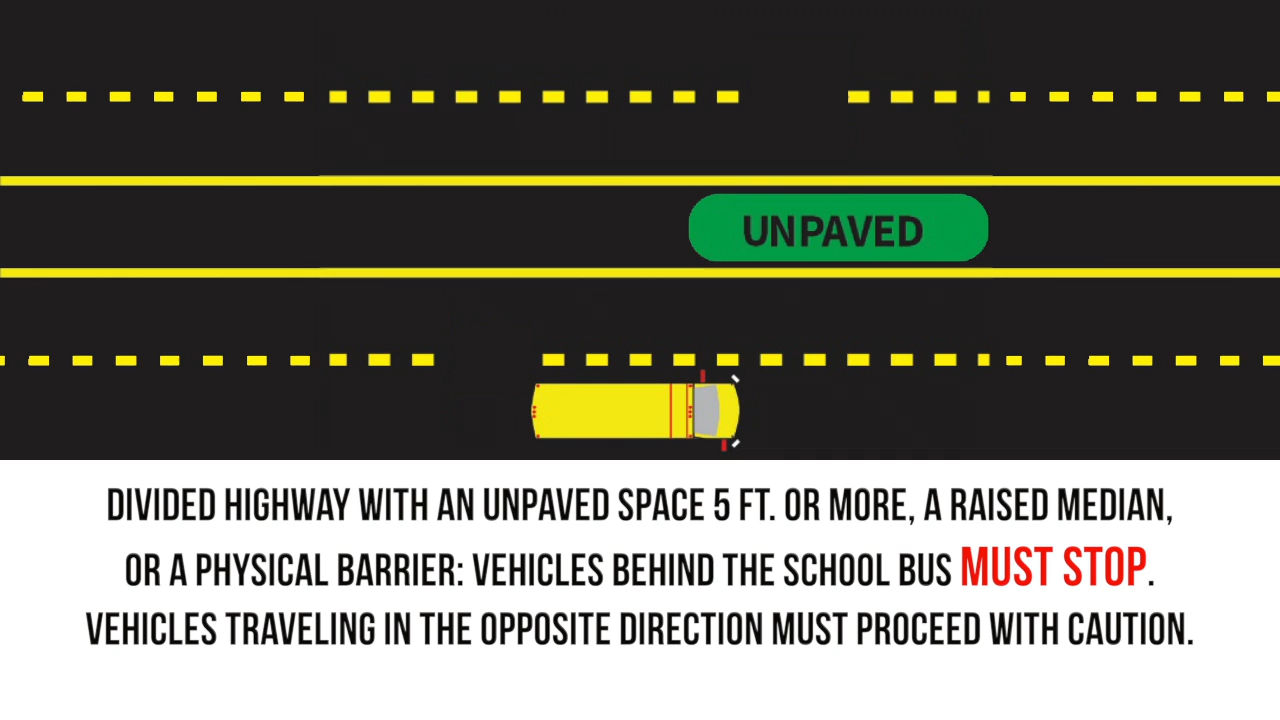 UNPAVED
DIVIDED HIGHWAY WITH AN UNPAVED SPACE 5 FT. OR MORE, A RAISED MEDIAN,
OR A PHYSICAL BARRIER: VEHICLES BEHIND THE SCHOOL BUS MUST STOP.
VEHICLES TRAVELING IN THE OPPOSITE DIRECTION MUST PROCEED WITH CAUTION.